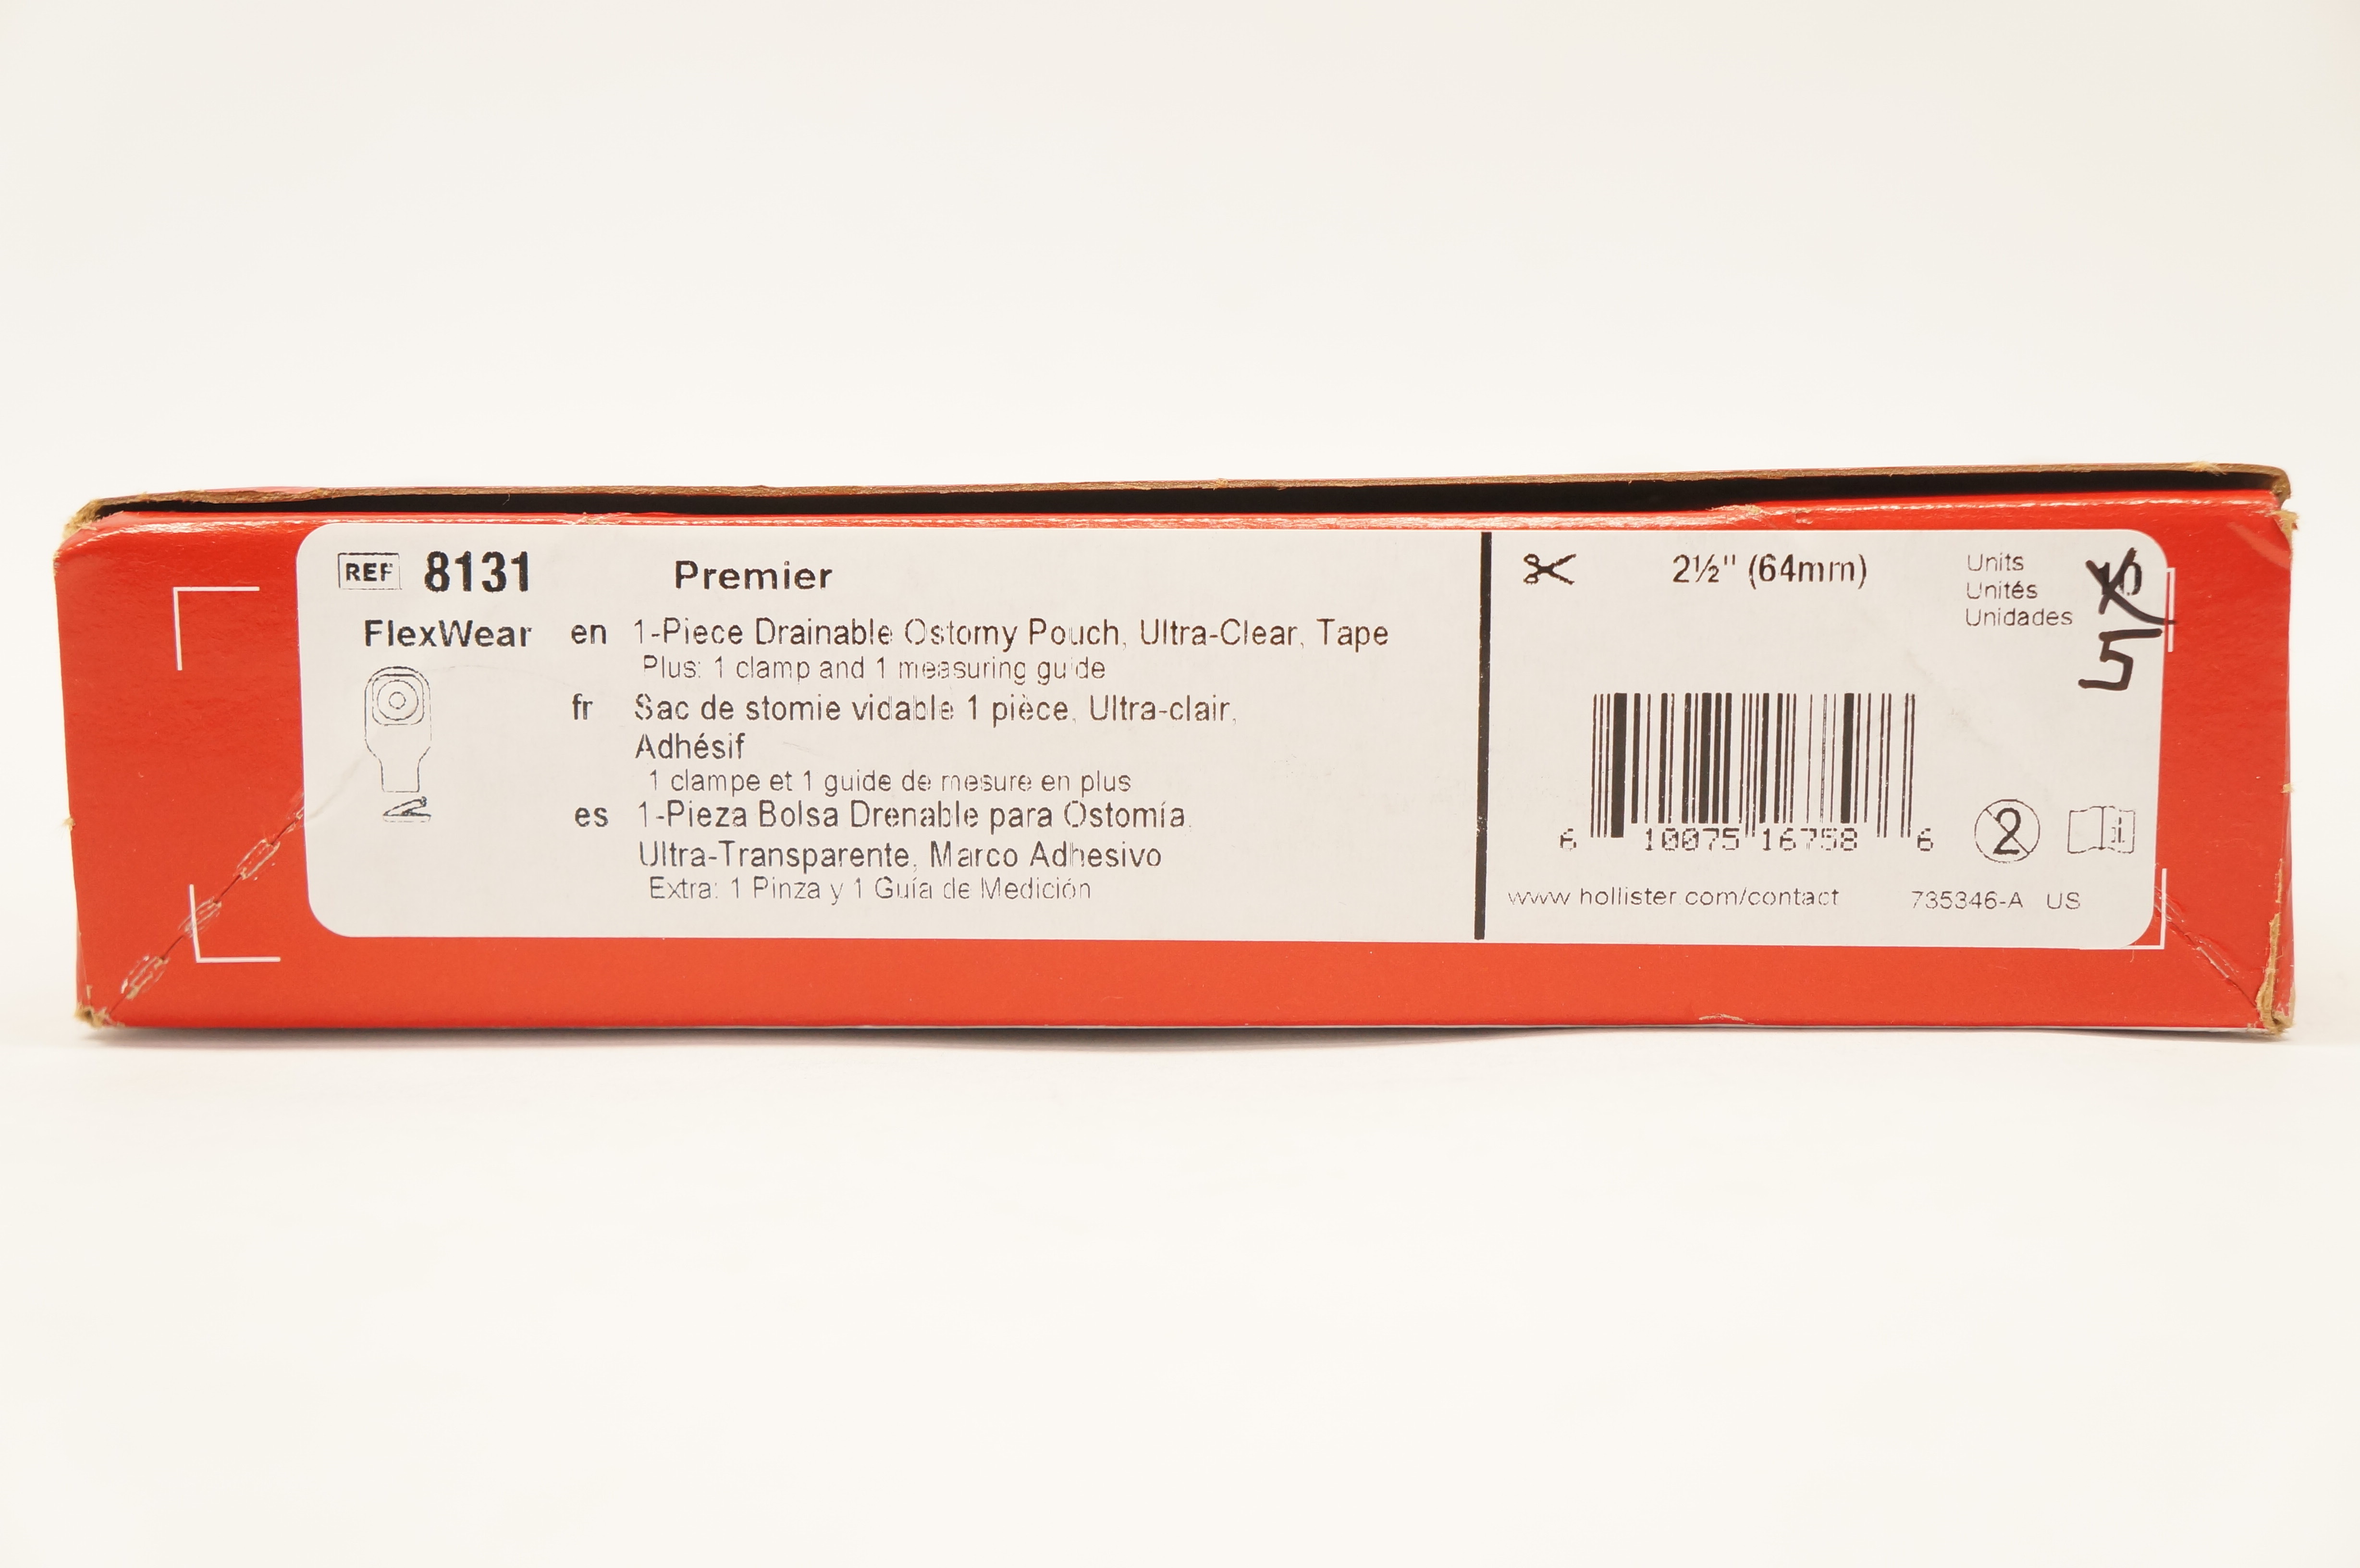 REF 8131 Premier
FlexWear
en 1-Piece Drainable Ostomy Pouch, Ultra-Clear, Tape
Plus: 1 clamp and 1 measuring guide
fr Sac de stomie vidable 1 pièce, Ultra-clair,
Adhésif
1 clampe et 1 guide de mesure en plus
es 1-Pieza Bolsa Drenable para Ostomía,
Ultra-Transparente, Marco Adhesivo
Extra: 1 Pinza y 1 Guía de Medición
2½" (64mm)
Units
Unités
Unidades
5
6 10075 16758 6
2
i
www.hollister.com/contact 735346-A US